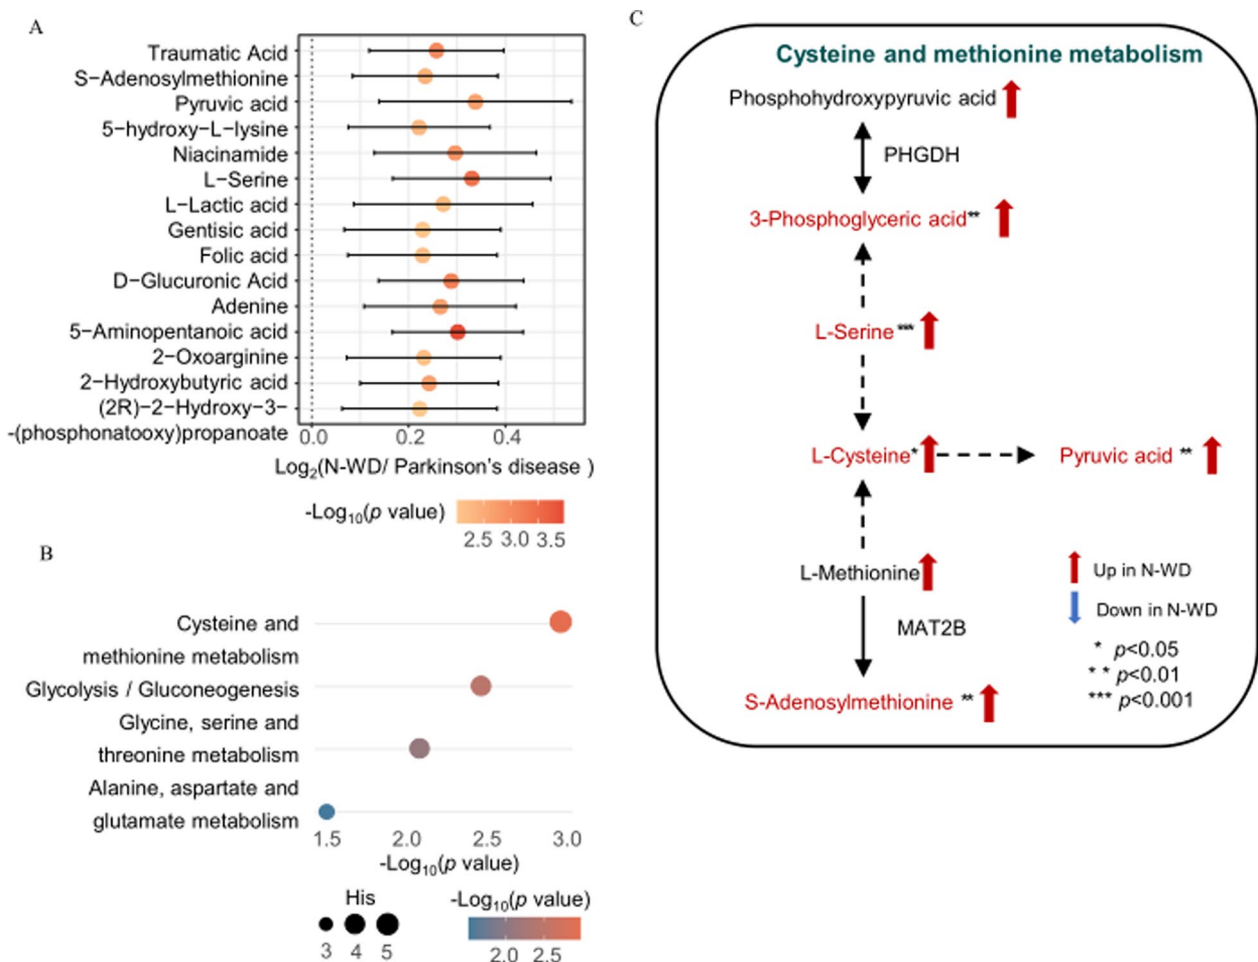 A
Traumatic Acid
S−Adenosylmethionine
Pyruvic acid
5−hydroxy−L−lysine
Niacinamide
L−Serine
L−Lactic acid
Gentisic acid
Folic acid
D−Glucuronic Acid
Adenine
5−Aminopentanoic acid
2−Oxoarginine
2−Hydroxybutyric acid
(2R)−2−Hydroxy−3−
-(phosphonatooxy)propanoate
0.0 0.2 0.4
Log2(N-WD/ Parkinson's disease )
-Log10(p value)
2.5 3.0 3.5
B
Cysteine and
methionine metabolism
Glycolysis / Gluconeogenesis
Glycine, serine and
threonine metabolism
Alanine, aspartate and
glutamate metabolism
1.5 2.0 2.5 3.0
-Log10(p value)
His
3 4 5
-Log10(p value)
2.0 2.5
C
Cysteine and methionine metabolism
Phosphohydroxypyruvic acid
PHGDH
3-Phosphoglyceric acid**
L-Serine ***
L-Cysteine* Pyruvic acid **
L-Methionine
MAT2B
S-Adenosylmethionine **
Up in N-WD
Down in N-WD
* p<0.05
* * p<0.01
*** p<0.001